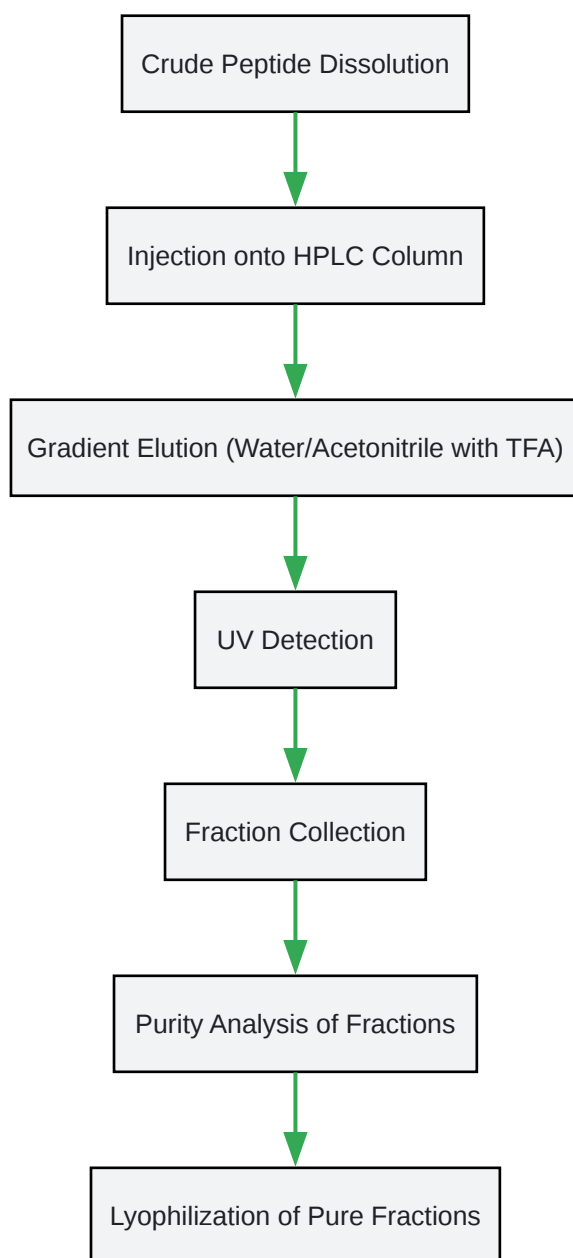 Crude Peptide Dissolution
Injection onto HPLC Column
Gradient Elution (Water/Acetonitrile with TFA)
UV Detection
Fraction Collection
Purity Analysis of Fractions
Lyophilization of Pure Fractions